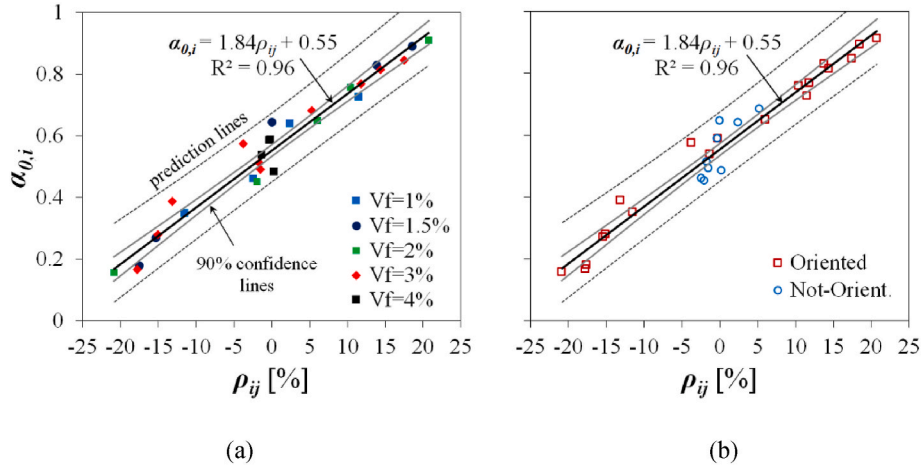 1
0.8
0.6
0.4
0.2
0
α0,i
α0,i = 1.84ρij + 0.55
R² = 0.96
prediction lines
90% confidence
lines
Vf=1%
Vf=1.5%
Vf=2%
Vf=3%
Vf=4%
-25 -20 -15 -10 -5 0 5 10 15 20 25
ρij [%]
(a)
α0,i = 1.84ρij + 0.55
R² = 0.96
Oriented
Not-Orient.
-25 -20 -15 -10 -5 0 5 10 15 20 25
ρij [%]
(b)